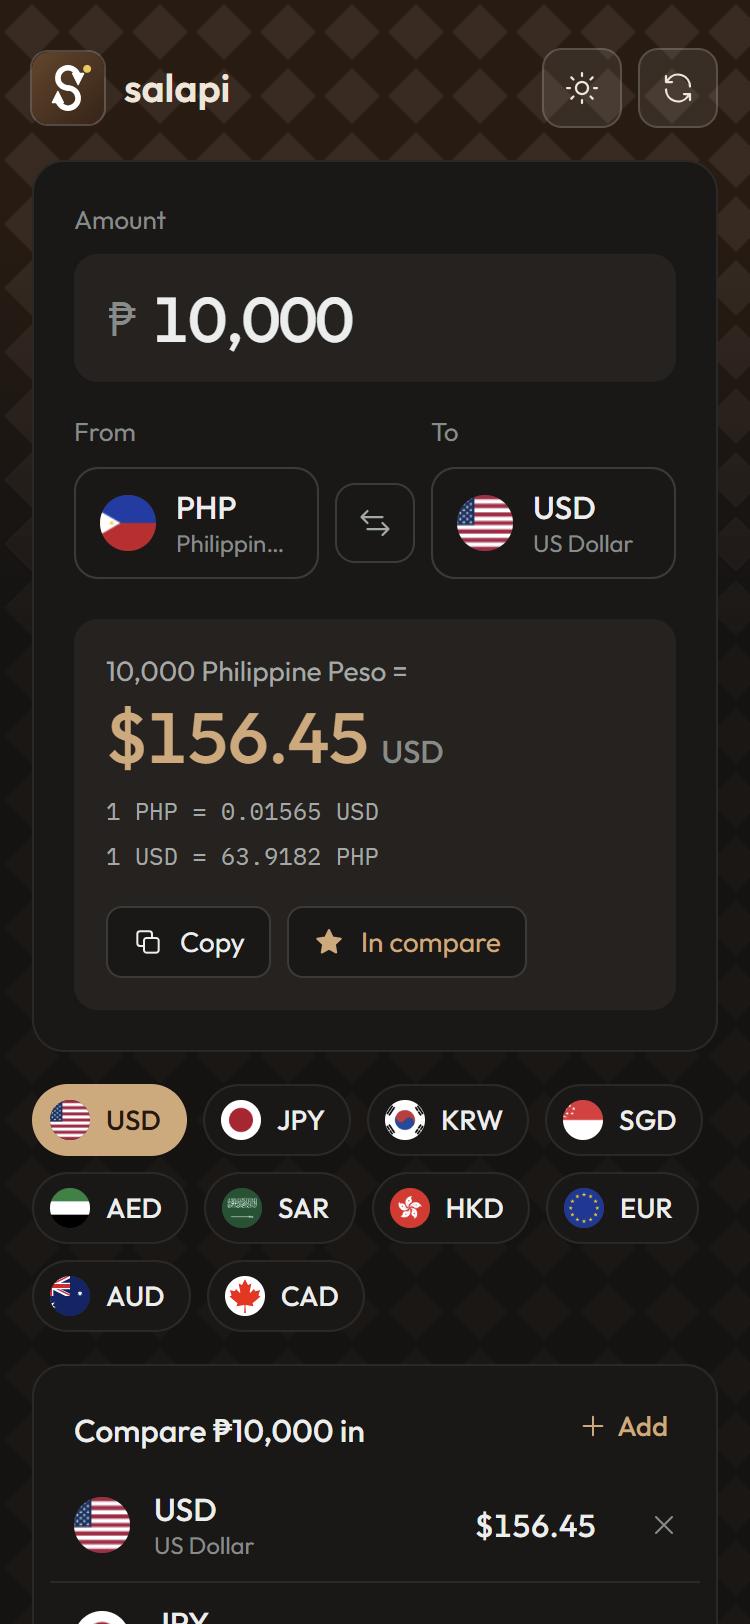 salapi
Amount
₱ 10,000
From
To
PHP
Philippin...
USD
US Dollar
10,000 Philippine Peso =
$156.45 USD
1 PHP = 0.01565 USD
1 USD = 63.9182 PHP
Copy
In compare
USD
JPY
KRW
SGD
AED
SAR
HKD
EUR
AUD
CAD
Compare ₱10,000 in
Add
USD
US Dollar
$156.45
JPY